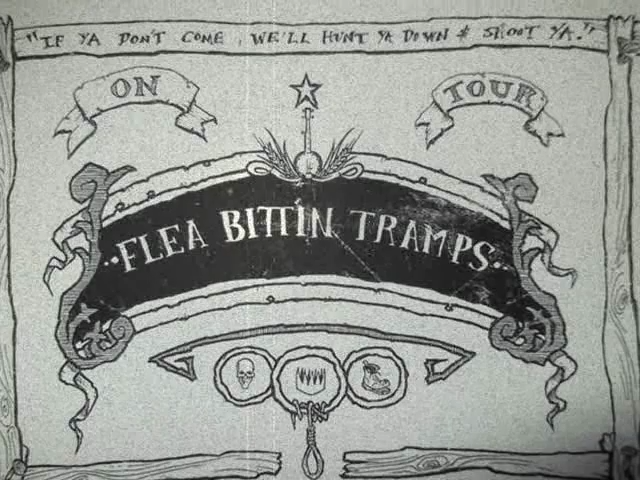 "IF YA DON'T COME, WE'LL HUNT YA DOWN & SHOOT YA."
ON TOUR
FLEA BITTIN TRAMPS